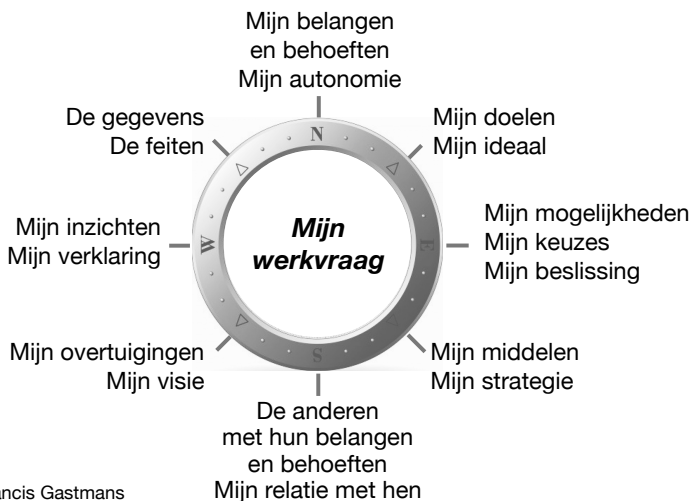 Mijn belangen
en behoeften
Mijn autonomie
De gegevens
De feiten
Mijn doelen
Mijn ideaal
N
Mijn inzichten
Mijn verklaring
W
Mijn
werkvraag
E
Mijn mogelijkheden
Mijn keuzes
Mijn beslissing
Mijn overtuigingen
Mijn visie
S
Mijn middelen
Mijn strategie
De anderen
met hun belangen
en behoeften
Mijn relatie met hen
Gastmans